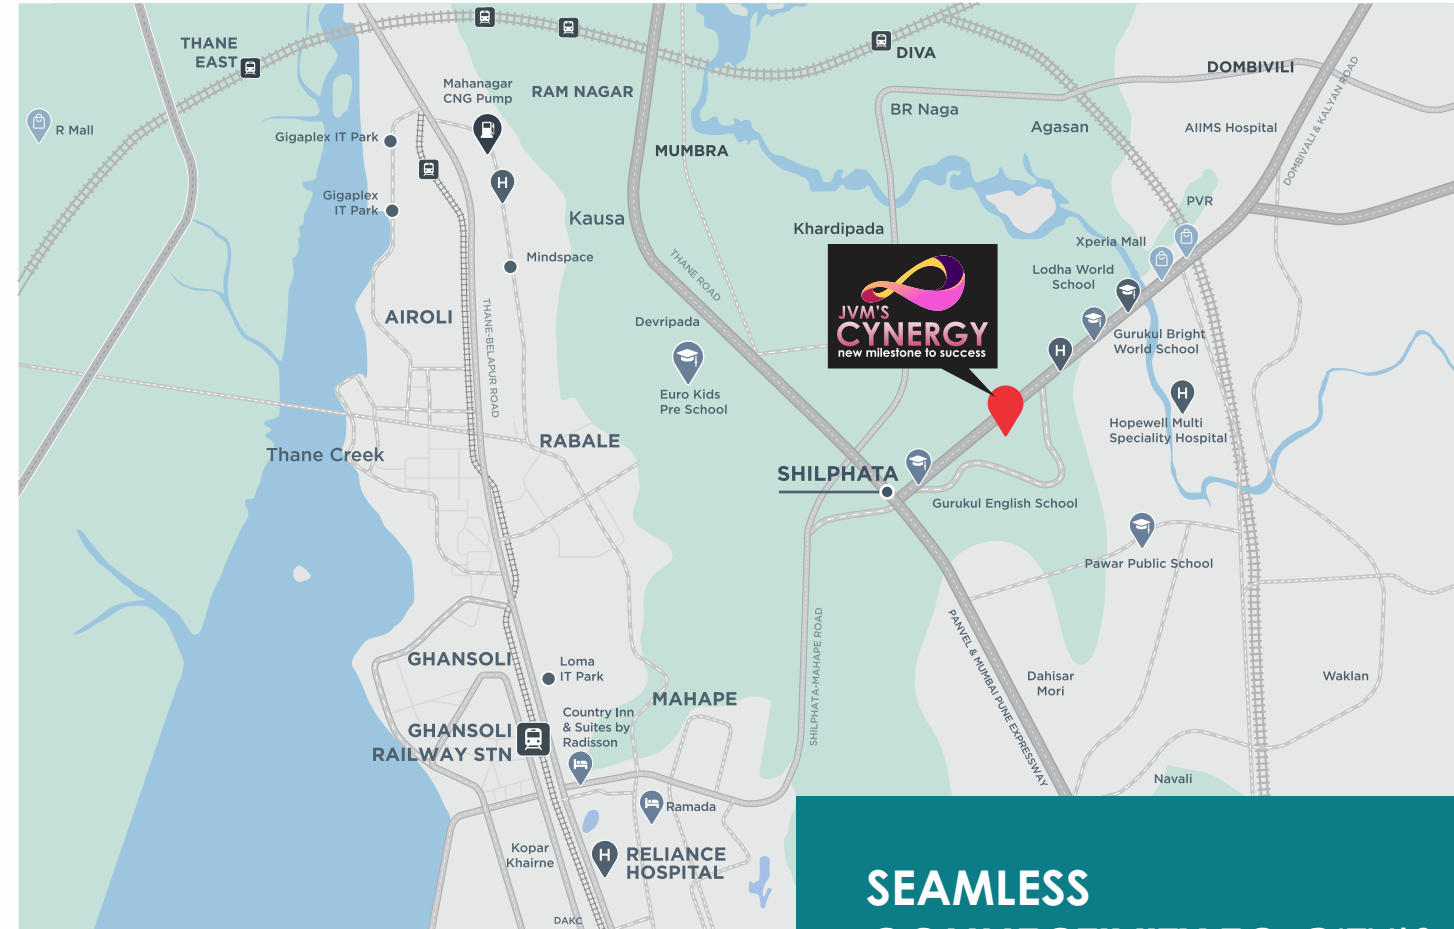 THANE
EAST
R Mall
Mahanagar
CNG Pump
RAM NAGAR
DIVA
DOMBIVILI
DOMBIVALI & KALYAN ROAD
Gigaplex IT Park
MUMBRA
BR Naga
Agasan
AIIMS Hospital
Gigaplex
IT Park
Kausa
Khardipada
PVR
Xperia Mall
Mindspace
THANE ROAD
Lodha World
School
JVM'S
CYNERGY
new milestone to success
AIROLI
THANE-BELAPUR ROAD
Devripada
Gurukul Bright
World School
H
H
H
Euro Kids
Pre School
Hopewell Multi
Speciality Hospital
Thane Creek
RABALE
SHILPHATA
Gurukul English School
Pawar Public School
GHANSOLI
Loma
IT Park
SHILPHATA-MAHAPE ROAD
PANVEL & MUMBAI PUNE EXPRESSWAY
Dahisar
Mori
Waklan
MAHAPE
Country Inn
& Suites by
Radisson
GHANSOLI
RAILWAY STN
Navali
Ramada
Kopar
Khairne
H
RELIANCE
HOSPITAL
DAKC
SEAMLESS